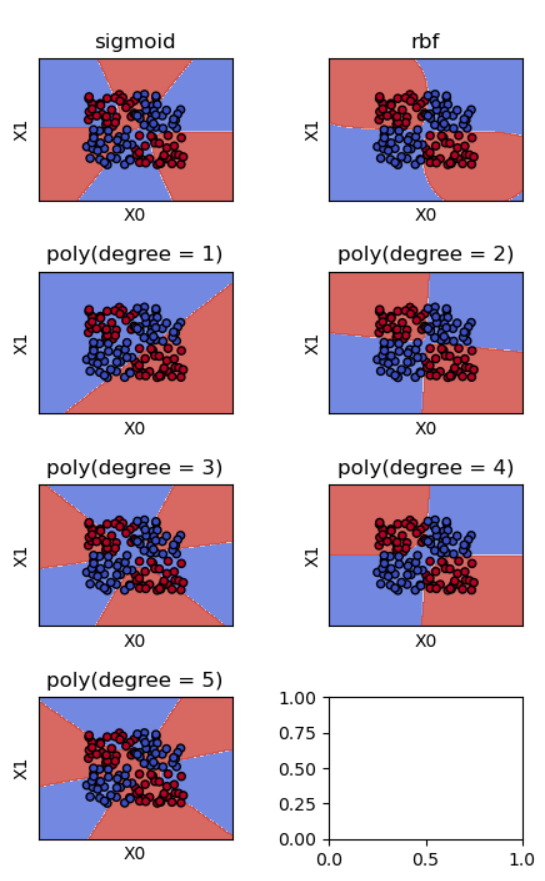 sigmoid
rbf
X1
X0
X1
X0
poly(degree = 1)
poly(degree = 2)
X1
X0
X1
X0
poly(degree = 3)
poly(degree = 4)
X1
X0
X1
X0
poly(degree = 5)
X1
X0
1.00
0.75
0.50
0.25
0.00
0.0 0.5 1.0